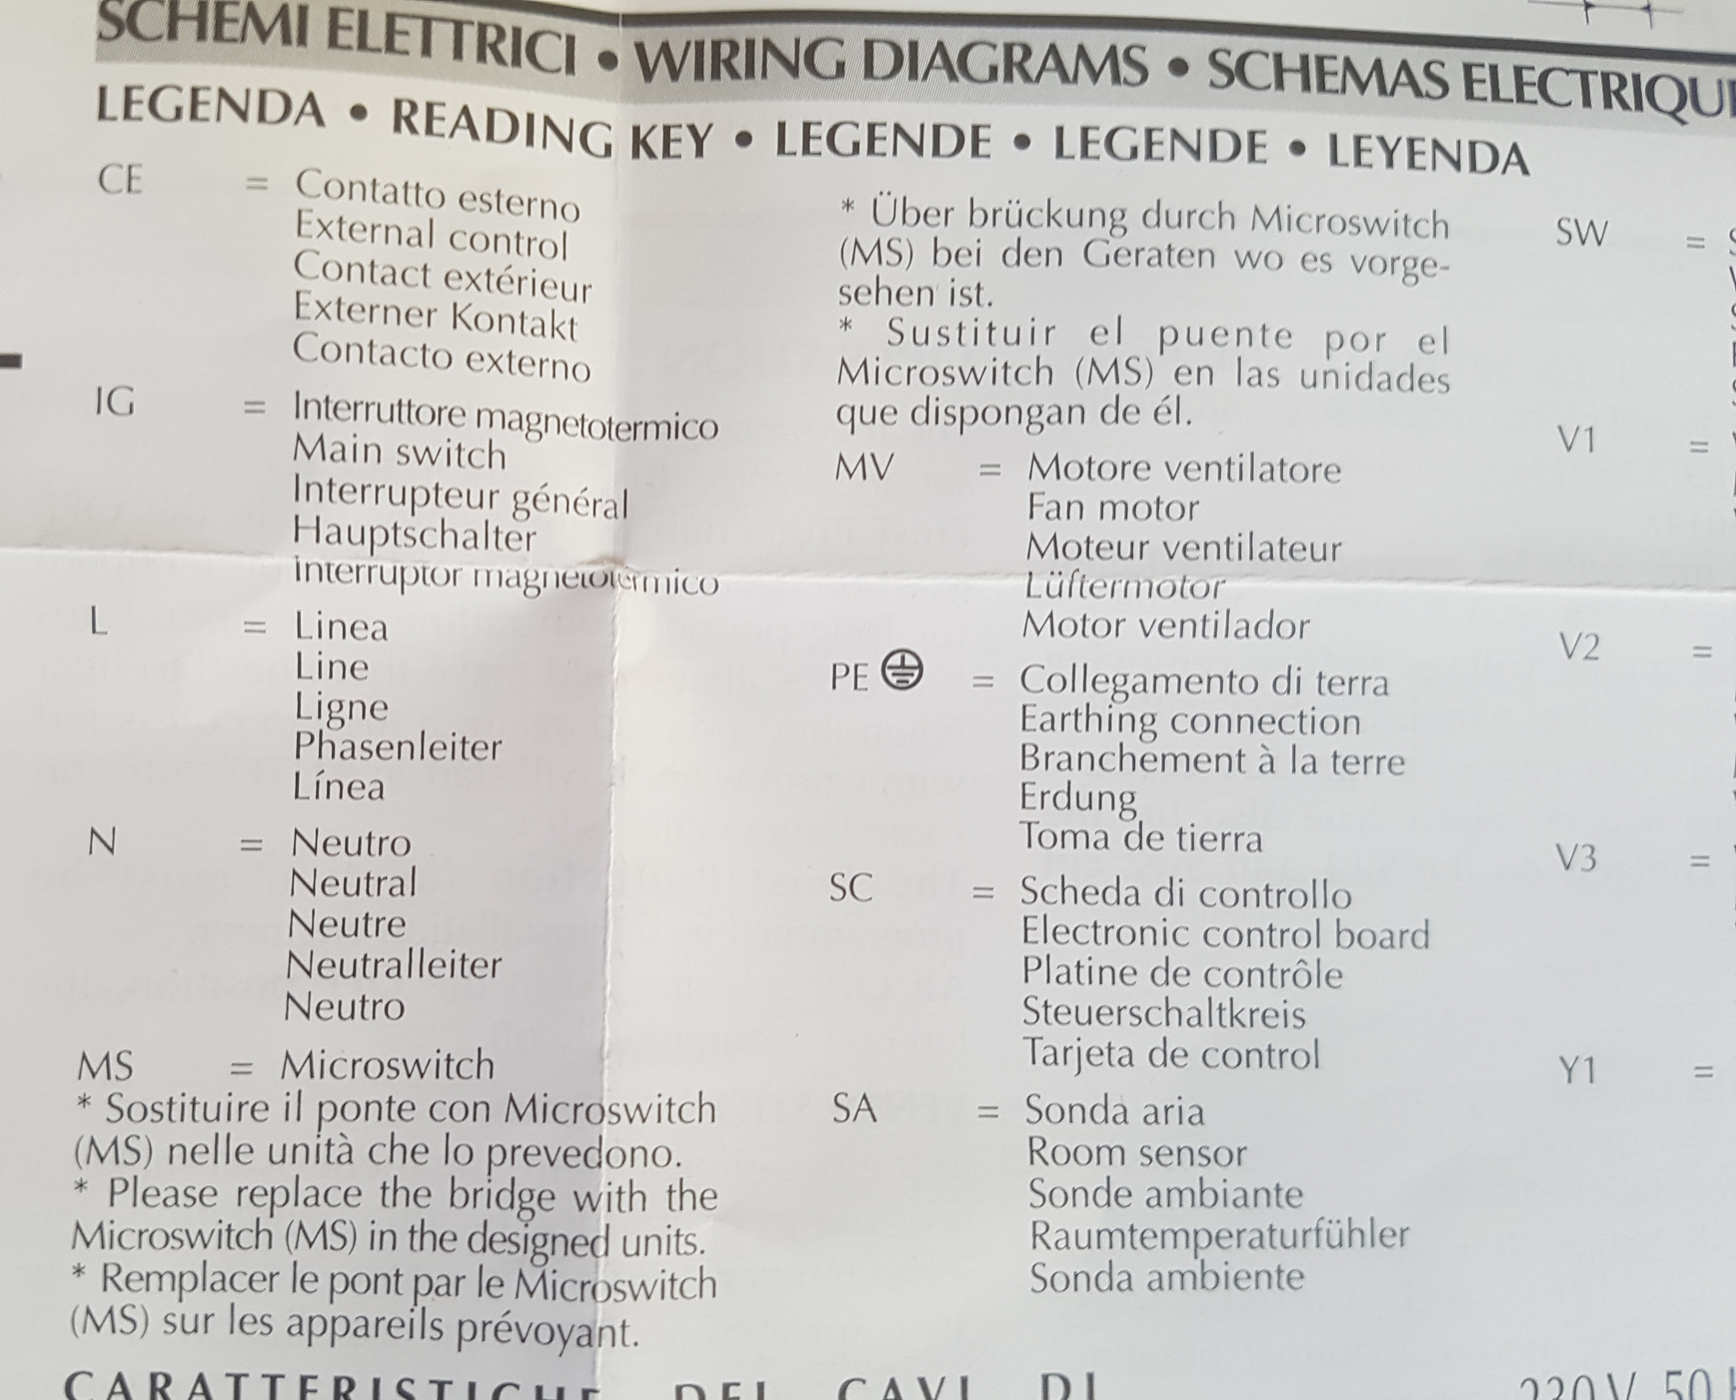 SCHEMI ELETTRICI • WIRING DIAGRAMS • SCHEMAS
LEGENDA • READING KEY • LEGENDE • LEGENDE • LEYENDA
CE = Contatto esterno
External control
Contact extérieur
Externer Kontakt
Contacto externo
IG = Interruttore magnetotermico
Main switch
Interrupteur général
Hauptschalter
Interruptor magnetotérmico
L = Linea
Line
Ligne
Phasenleiter
Línea
N = Neutro
Neutral
Neutre
Neutralleiter
Neutro
MS = Microswitch
* Sostituire il ponte con Microswitch
(MS) nelle unità che lo prevedono.
* Please replace the bridge with the
Microswitch (MS) in the designed units.
* Remplacer le pont par le Microswitch
(MS) sur les appareils prévoyant.
* Über brückung durch Microswitch
(MS) bei den Geraten wo es vorge-
sehen ist.
* Sustituir el puente por el
Microswitch (MS) en las unidades
que dispongan de él.
MV = Motore ventilatore
Fan motor
Moteur ventilateur
Lüftermotor
Motor ventilador
PE = Collegamento di terra
Earthing connection
Branchement à la terre
Erdung
Toma de tierra
SC = Scheda di controllo
Electronic control board
Platine de contrôle
Steuerschaltkreis
Tarjeta de control
SA = Sonda aria
Room sensor
Sonde ambiante
Raumtemperaturfühler
Sonda ambiente
SW =
V1 =
V2 =
V3 =
Y1 =
CARATTERISTICHE DEI CAVI DI
230V 50